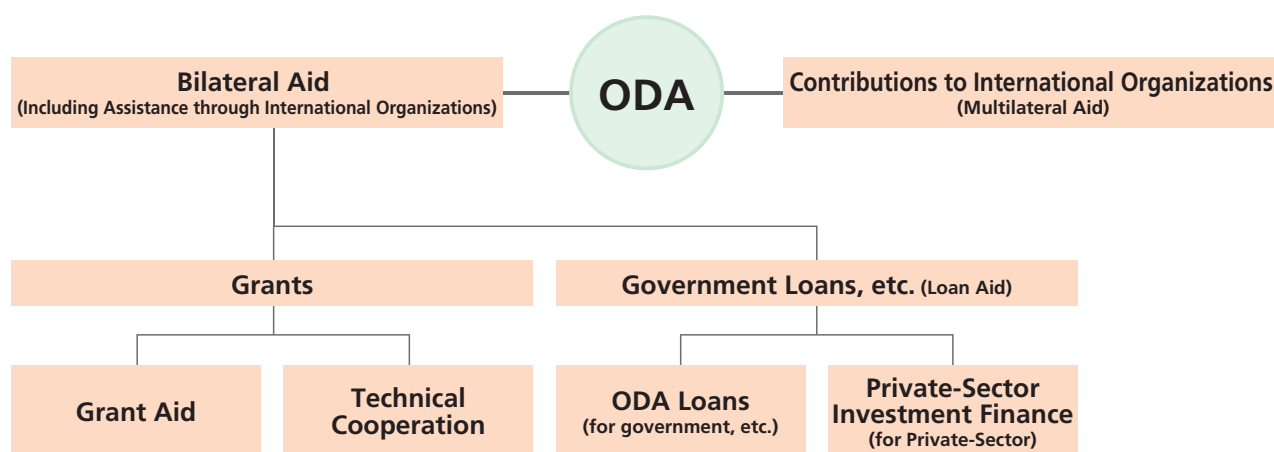 Bilateral Aid
(Including Assistance through International Organizations)
ODA
Contributions to International Organizations
(Multilateral Aid)
Grants
Government Loans, etc. (Loan Aid)
Grant Aid
Technical
Cooperation
ODA Loans
(for government, etc.)
Private-Sector
Investment Finance
(for Private-Sector)